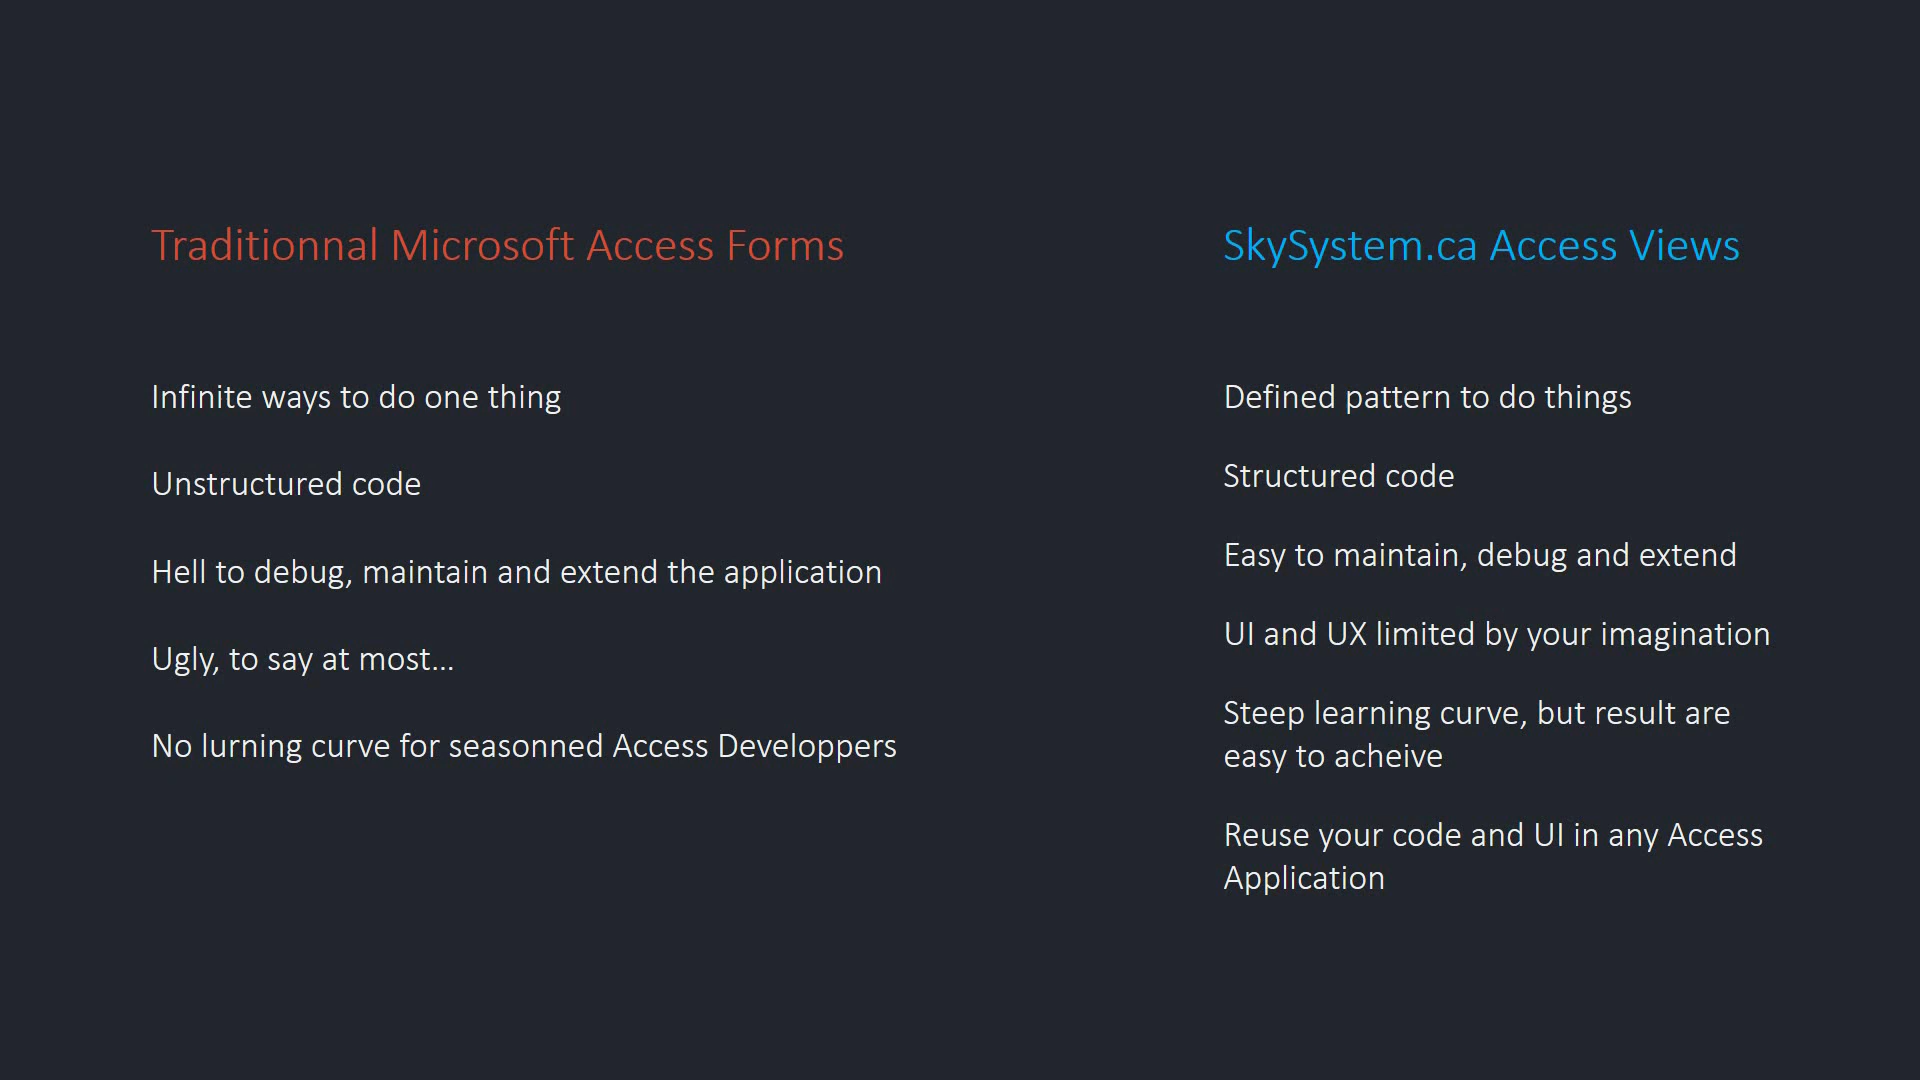 Traditionnal Microsoft Access Forms
Infinite ways to do one thing
Unstructured code
Hell to debug, maintain and extend the application
Ugly, to say at most...
No lurning curve for seasonned Access Developpers
SkySystem.ca Access Views
Defined pattern to do things
Structured code
Easy to maintain, debug and extend
UI and UX limited by your imagination
Steep learning curve, but result are
easy to acheive
Reuse your code and UI in any Access
Application